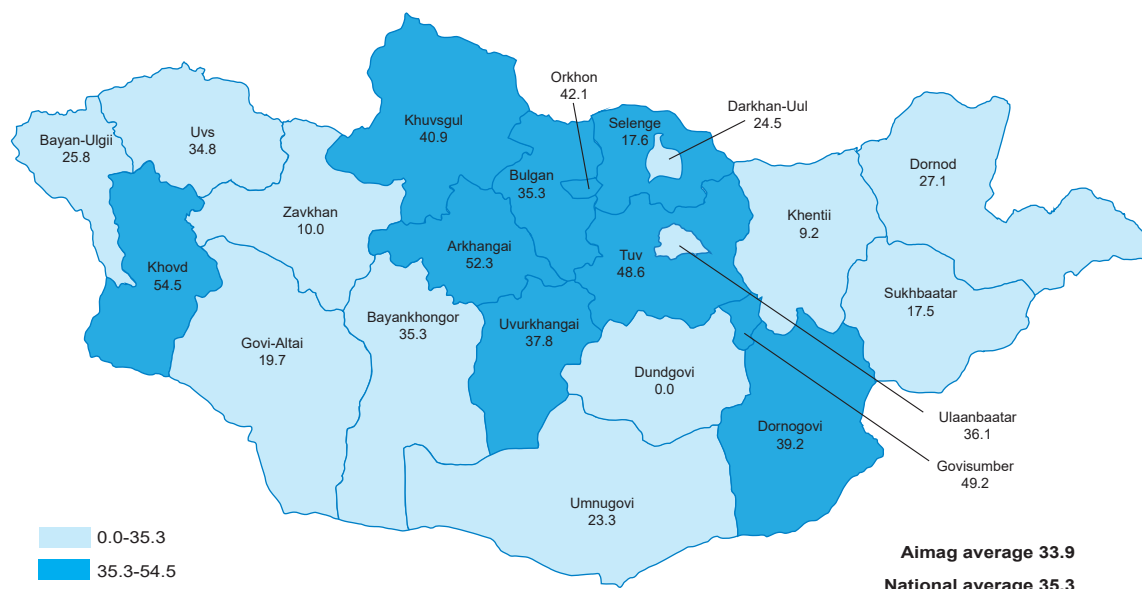 Orkhon
42.1
Darkhan-Uul
24.5
Khuvsgul
40.9
Selenge
17.6
Uvs
34.8
Bayan-Ulgii
25.8
Dornod
27.1
Bulgan
35.3
Zavkhan
10.0
Khentii
9.2
Arkhangai
52.3
Tuv
48.6
Khovd
54.5
Sukhbaatar
17.5
Bayankhongor
35.3
Uvurkhangai
37.8
Govi-Altai
19.7
Dundgovi
0.0
Ulaanbaatar
36.1
Dornogovi
39.2
Govisumber
49.2
Umnugovi
23.3
0.0-35.3
35.3-54.5
Aimag average 33.9
National average 35.3